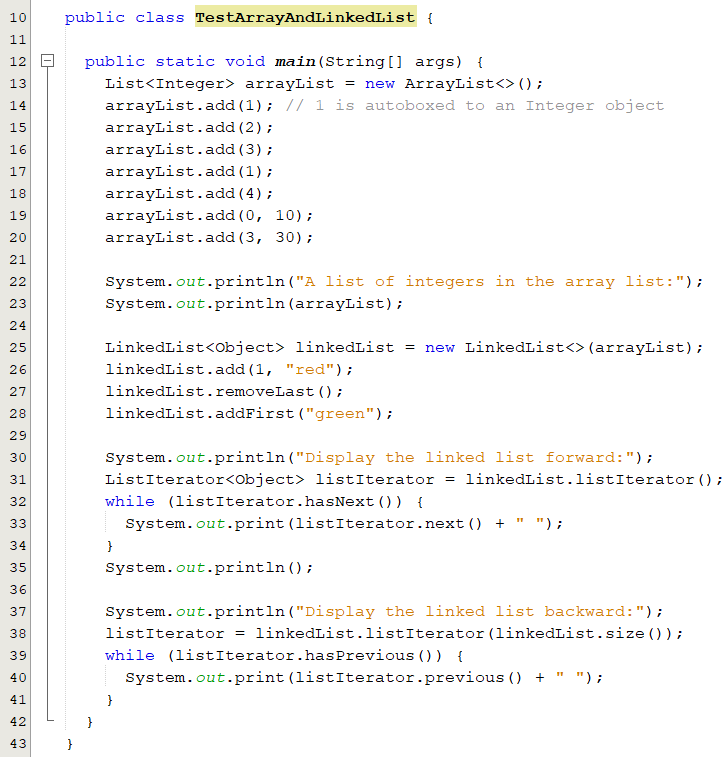 10 public class TestArrayAndLinkedList {
11
12   public static void main(String[] args) {
13     List<Integer> arrayList = new ArrayList<>();
14     arrayList.add(1); // 1 is autoboxed to an Integer object
15     arrayList.add(2);
16     arrayList.add(3);
17     arrayList.add(1);
18     arrayList.add(4);
19     arrayList.add(0, 10);
20     arrayList.add(3, 30);
21
22     System.out.println("A list of integers in the array list:");
23     System.out.println(arrayList);
24
25     LinkedList<Object> linkedList = new LinkedList<>(arrayList);
26     linkedList.add(1, "red");
27     linkedList.removeLast();
28     linkedList.addFirst("green");
29
30     System.out.println("Display the linked list forward:");
31     ListIterator<Object> listIterator = linkedList.listIterator();
32     while (listIterator.hasNext()) {
33       System.out.print(listIterator.next() + " ");
34     }
35     System.out.println();
36
37     System.out.println("Display the linked list backward:");
38     listIterator = linkedList.listIterator(linkedList.size());
39     while (listIterator.hasPrevious()) {
40       System.out.print(listIterator.previous() + " ");
41     }
42   }
43 }